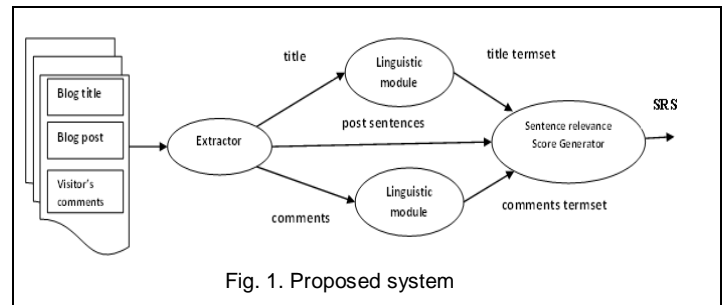 Blog title
Blog post
Visitor's
comments
Extractor
title
post sentences
comments
Linguistic
module
Linguistic
module
title termset
comments termset
Sentence relevance
Score Generator
SRS
Fig. 1. Proposed system